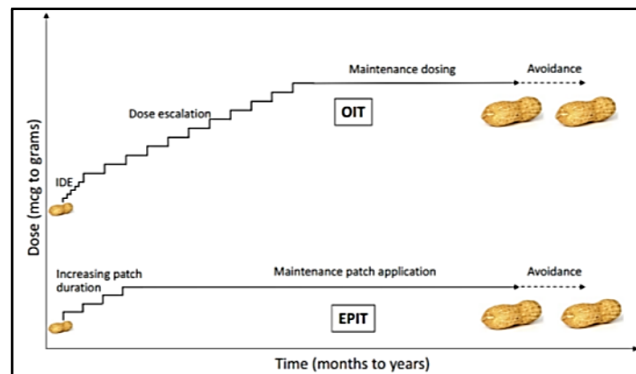 Maintenance dosing
Avoidance
Dose escalation
OIT
IDE
Dose (mcg to grams)
Increasing patch
duration
Maintenance patch application
Avoidance
EPIT
Time (months to years)